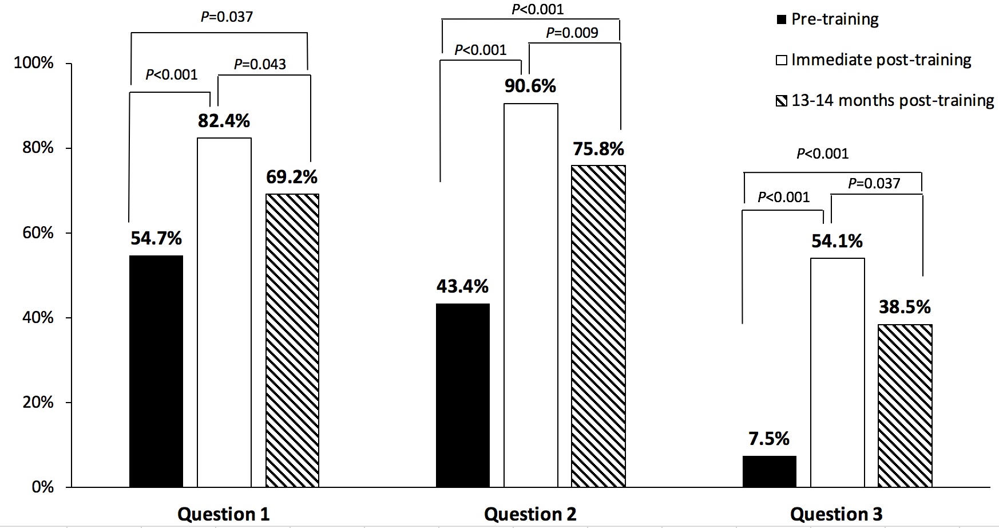 P<0.001
P=0.037
P=0.009
P<0.001
P=0.043
P<0.001
100%
80%
60%
40%
20%
0%
54.7%
82.4%
69.2%
43.4%
90.6%
75.8%
P<0.001
P=0.037
P<0.001
7.5%
54.1%
38.5%
Pre-training
Immediate post-training
13-14 months post-training
Question 1
Question 2
Question 3